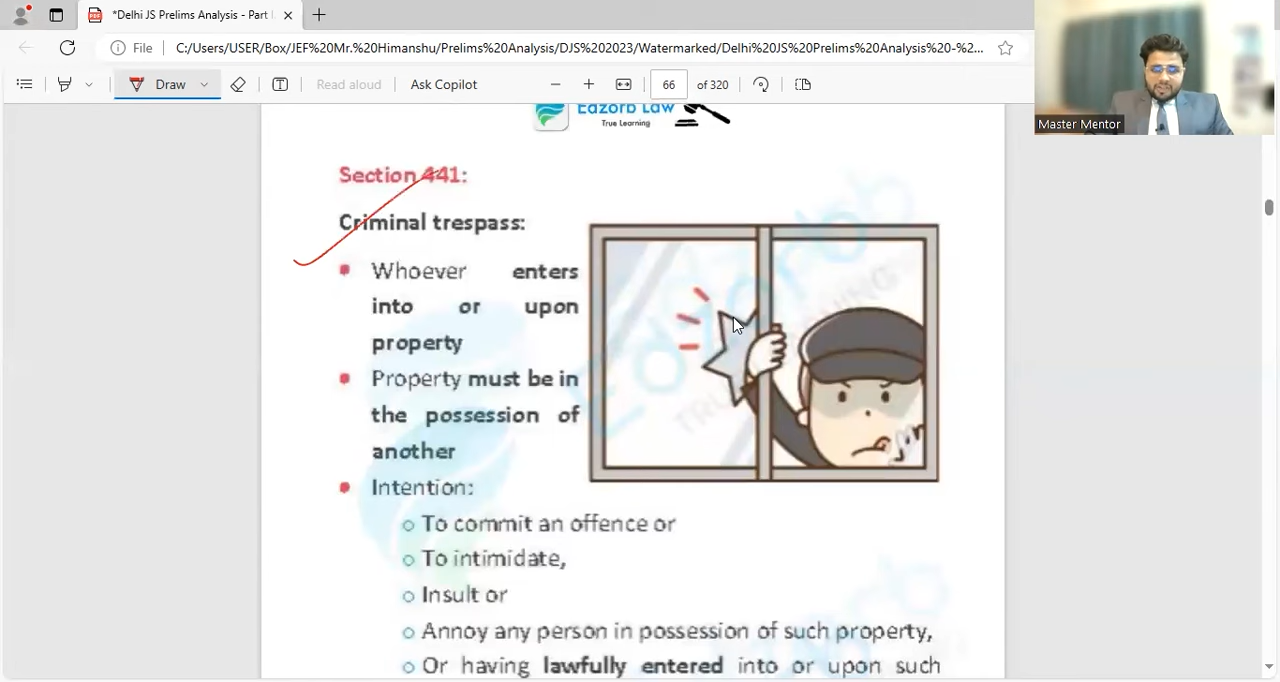 *Delhi JS Prelims Analysis - Part I
File
C:/Users/USER/Box/JEF%20Mr.%20Himanshu/Prelims%20Analysis/DJS%202023/Watermarked/Delhi%20JS%20Prelims%20Analysis%20-%2...
Draw
Read aloud
Ask Copilot
66 of 320
Master Mentor
Edzorb Law
True Learning
Section 441:
Criminal trespass:
Whoever enters
into or upon
property
Property must be in
the possession of
another
Intention:
To commit an offence or
To intimidate,
Insult or
Annoy any person in possession of such property,
Or having lawfully entered into or upon such